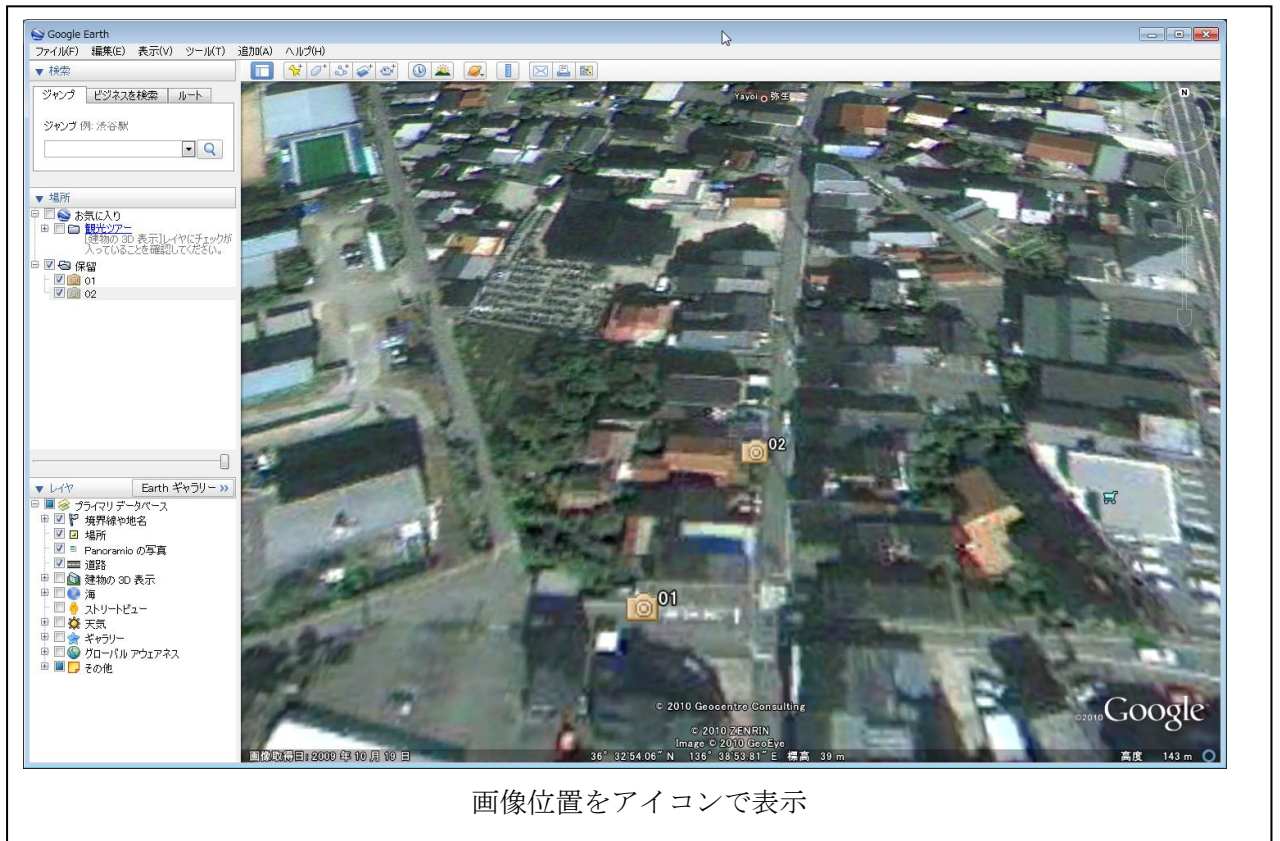 Google Earth
ファイル(F) 編集(E) 表示(V) ツール(T) 追加(A) ヘルプ(H)
▼ 検索
ジャンプ ビジネスを検索 ルート
ジャンプ 例: 渋谷駅
▼ 場所
お気に入り
観光ツアー
[建物の 3D 表示]レイヤにチェックが
入っていることを確認してください。
保留
01
02
▼ レイヤ Earth ギャラリー »
プライマリ データベース
境界線や地名
場所
Panoramio の写真
道路
建物の 3D 表示
海
ストリートビュー
天気
ギャラリー
グローバル アウェアネス
その他
Yayoi 弥生
N
02
01
© 2010 Geocentre Consulting
© 2010 ZENRIN
Image © 2010 GeoEye
©2010 Google
画像取得日: 2009 年 10 月 19 日 36° 32'54.06" N 136° 38'53.81" E 標高 39 m 高度 143 m
画像位置をアイコンで表示